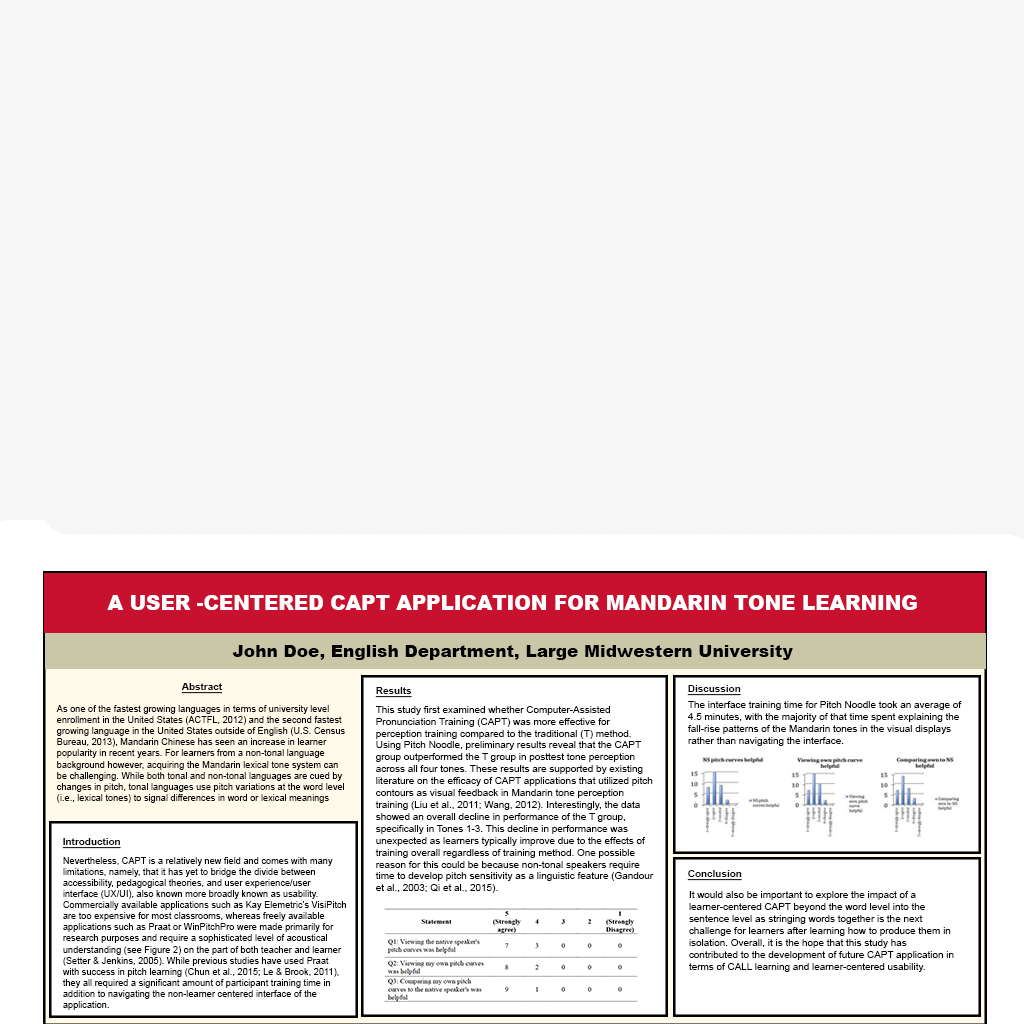 A USER -CENTERED CAPT APPLICATION FOR MANDARIN TONE LEARNING
John Doe, English Department, Large Midwestern University
Abstract
As one of the fastest growing languages in terms of university level
enrollment in the United States (ACTFL, 2012) and the second fastest
growing language in the United States outside of English (U.S. Census
Bureau, 2013), Mandarin Chinese has seen an increase in learner
popularity in recent years. For learners from a non-tonal language
background however, acquiring the Mandarin lexical tone system can
be challenging. While both tonal and non-tonal languages are cued by
changes in pitch, tonal languages use pitch variations at the word level
(i.e., lexical tones) to signal differences in word or lexical meanings
Introduction
Nevertheless, CAPT is a relatively new field and comes with many
limitations, namely, that it has yet to bridge the divide between
accessibility, pedagogical theories, and user experience/user
interface (UX/UI), also known more broadly known as usability.
Commercially available applications such as Kay Elemetric's VisiPitch
are too expensive for most classrooms, whereas freely available
applications such as Praat or WinPitchPro were made primarily for
research purposes and require a sophisticated level of acoustical
understanding (see Figure 2) on the part of both teacher and learner
(Setter & Jenkins, 2005). While previous studies have used Praat
with success in pitch learning (Chun et al., 2015; Le & Brook, 2011),
they all required a significant amount of participant training time in
addition to navigating the non-learner centered interface of the
application.
Results
This study first examined whether Computer-Assisted
Pronunciation Training (CAPT) was more effective for
perception training compared to the traditional (T) method.
Using Pitch Noodle, preliminary results reveal that the CAPT
group outperformed the T group in posttest tone perception
across all four tones. These results are supported by existing
literature on the efficacy of CAPT applications that utilized pitch
contours as visual feedback in Mandarin tone perception
training (Liu et al., 2011; Wang, 2012). Interestingly, the data
showed an overall decline in performance of the T group,
specifically in Tones 1-3. This decline in performance was
unexpected as learners typically improve due to the effects of
training overall regardless of training method. One possible
reason for this could be because non-tonal speakers require
time to develop pitch sensitivity as a linguistic feature (Gandour
et al., 2003; Qi et al., 2015).
Statement 5 (Strongly agree) 4 3 2 1 (Strongly Disagree)
Q1: Viewing the native speaker's pitch curves was helpful 7 3 0 0 0
Q2: Viewing my own pitch curves was helpful 8 2 0 0 0
Q3: Comparing my own pitch curves to the native speaker's was helpful 9 1 0 0 0
Discussion
The interface training time for Pitch Noodle took an average of
4.5 minutes, with the majority of that time spent explaining the
fall-rise patterns of the Mandarin tones in the visual displays
rather than navigating the interface.
NS pitch curves helpful
15
10
5
0
NS pitch
curves helpful
Viewing own pitch curve
helpful
15
10
5
0
Viewing
own pitch
curve
helpful
Comparing own to NS
helpful
15
10
5
0
Comparing
own to NS
helpful
Conclusion
It would also be important to explore the impact of a
learner-centered CAPT beyond the word level into the
sentence level as stringing words together is the next
challenge for learners after learning how to produce them in
isolation. Overall, it is the hope that this study has
contributed to the development of future CAPT application in
terms of CALL learning and learner-centered usability.